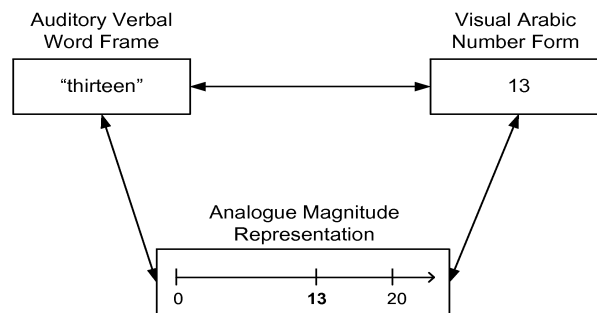 Auditory Verbal
Word Frame
Visual Arabic
Number Form
“thirteen”
13
Analogue Magnitude
Representation
0 13 20